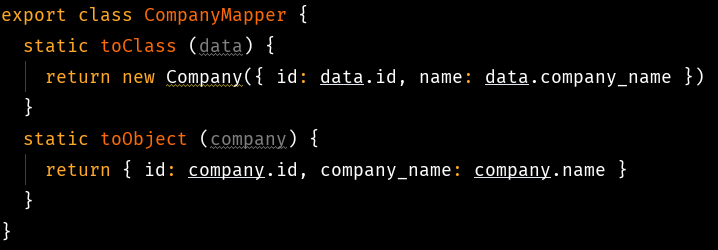 export class CompanyMapper {
static toClass (data) {
return new Company({ id: data.id, name: data.company_name })
}
static toObject (company) {
return { id: company.id, company_name: company.name }
}
}